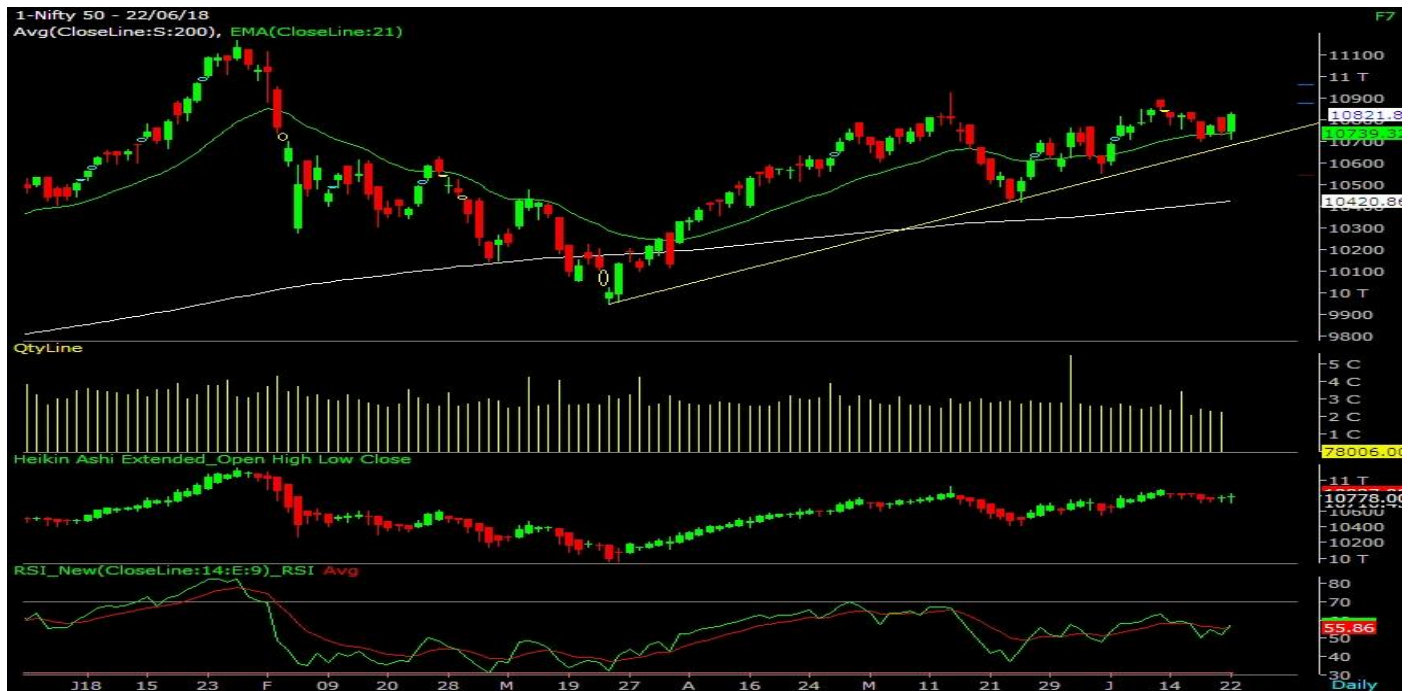 1-Nifty 50 - 22/06/18
F7
Avg(CloseLine:S:200), EMA(CloseLine:21)
11100
11 T
10900
10821.8
10739.32
10600
10500
10420.86
10300
10200
10100
10 T
9900
9800
QtyLine
5 C
4 C
3 C
2 C
1 C
78006.00
Heikin Ashi Extended_Open High Low Close
11 T
10778.00
10600
10400
10200
10 T
RSI_New(CloseLine:14:E:9)_RSI Avg
80
70
55.86
50
40
30
J18 15 23 F 09 20 28 M 19 27 A 16 24 M 11 21 29 J 14 22
Daily